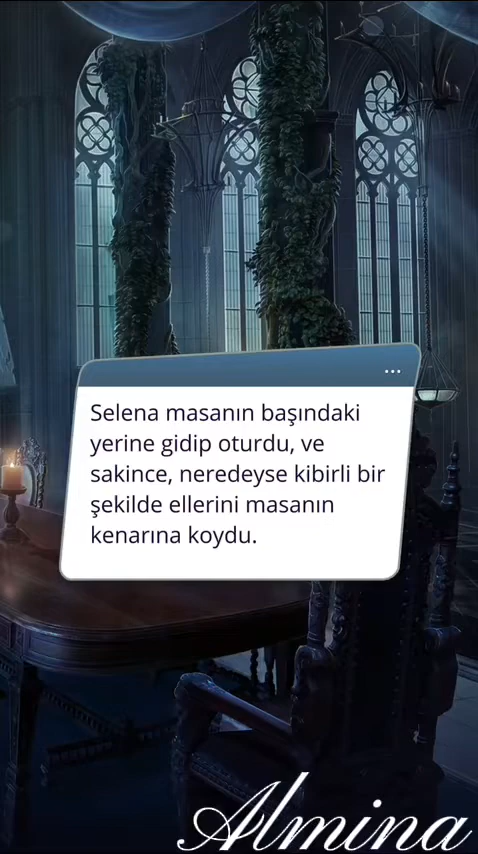 ...
Selena masanın başındaki
yerine gidip oturdu, ve
sakince, neredeyse kibirli bir
şekilde ellerini masanın
kenarına koydu.
Almina